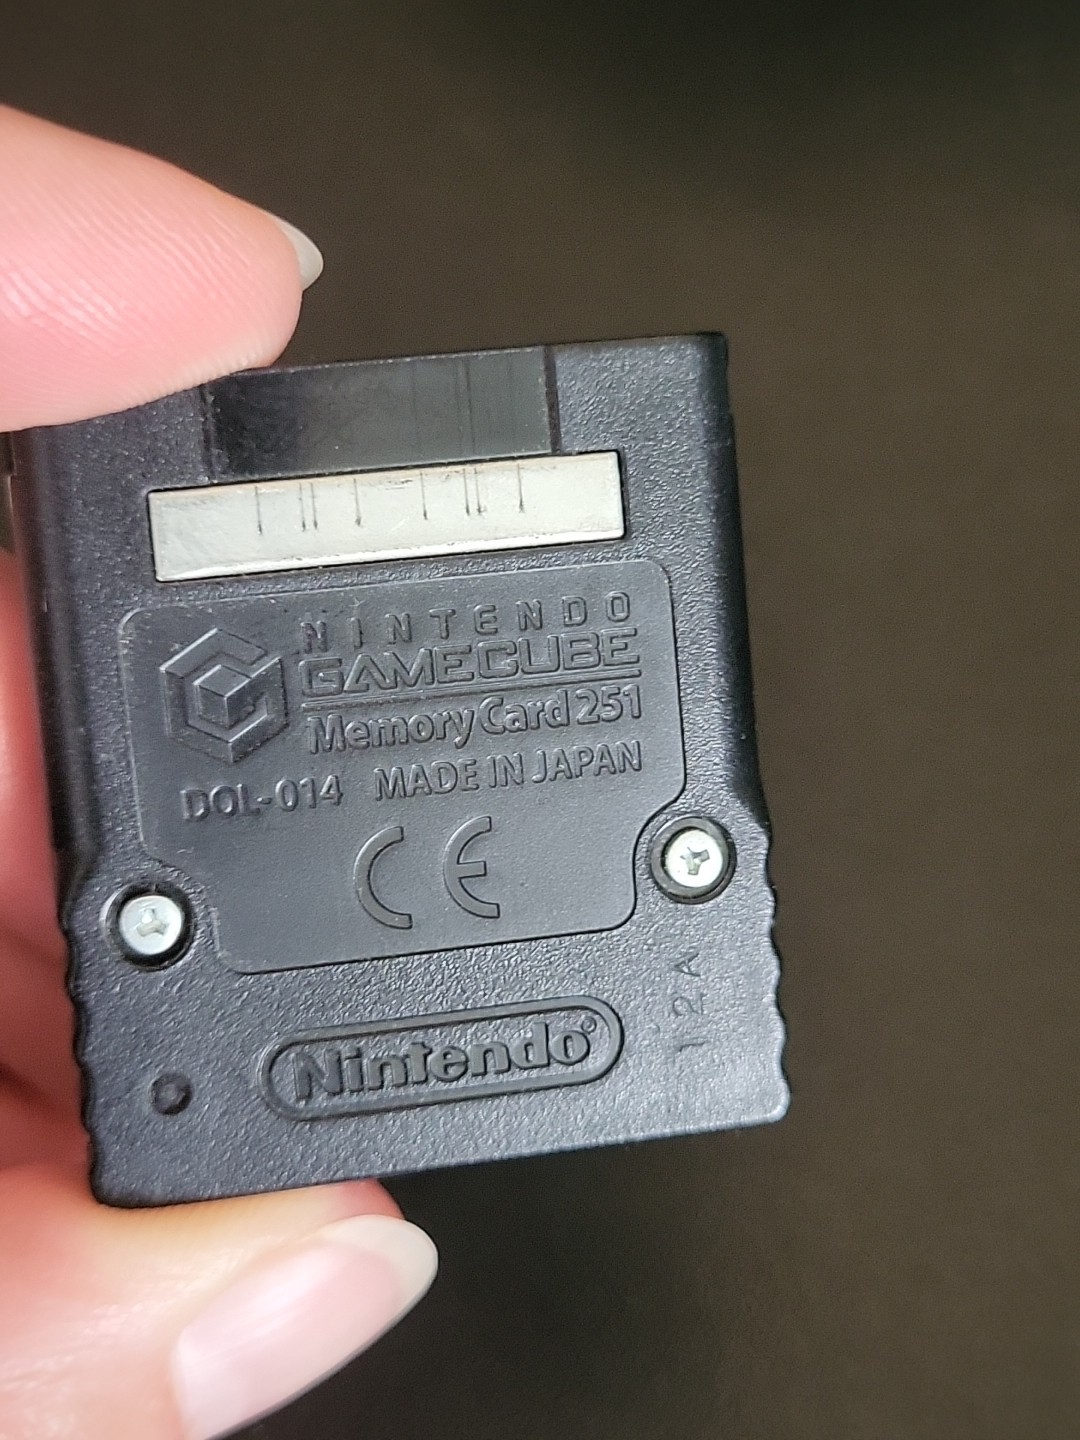 NINTENDO
GAMECUBE
Memory Card 251
DOL-014 MADE IN JAPAN
CE
Nintendo®
12A